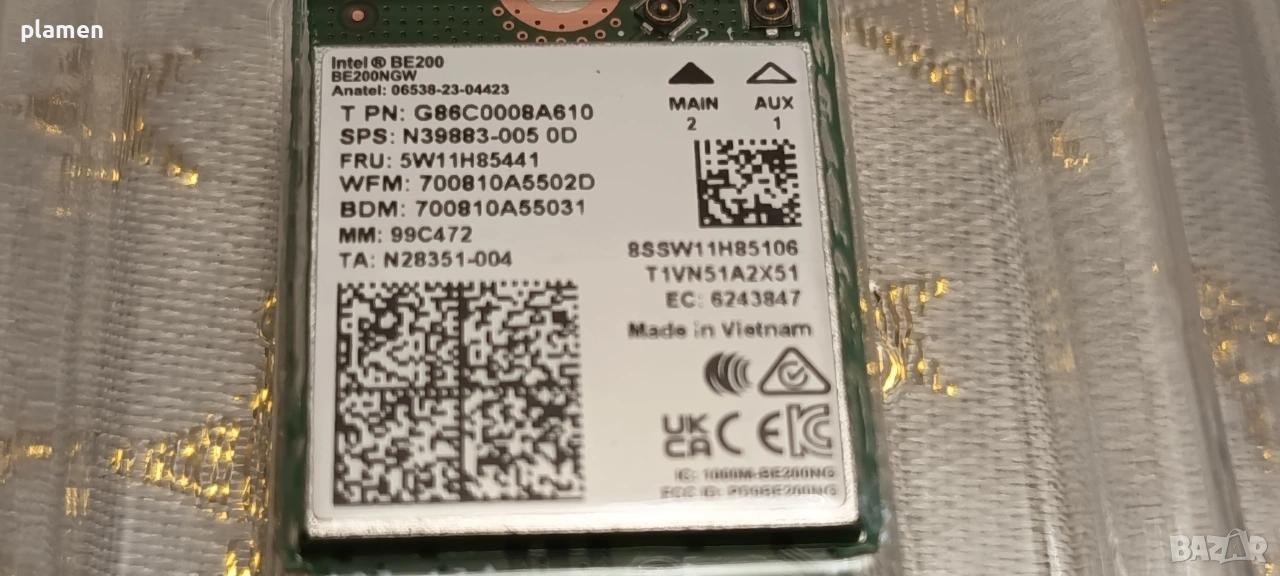 plamen
Intel ® BE200
BE200NGW
Anatel: 06538-23-04423
T PN: G86C0008A610
SPS: N39883-005 0D
FRU: 5W11H85441
WFM: 700810A5502D
BDM: 700810A55031
MM: 99C472
TA: N28351-004
MAIN AUX
2 1
8SSW11H85106
T1VN51A2X51
EC: 6243847
Made in Vietnam
UK
CA CE
IC: 1000M-BE200NG
FCC ID: PD9BE200NG
BAZAR